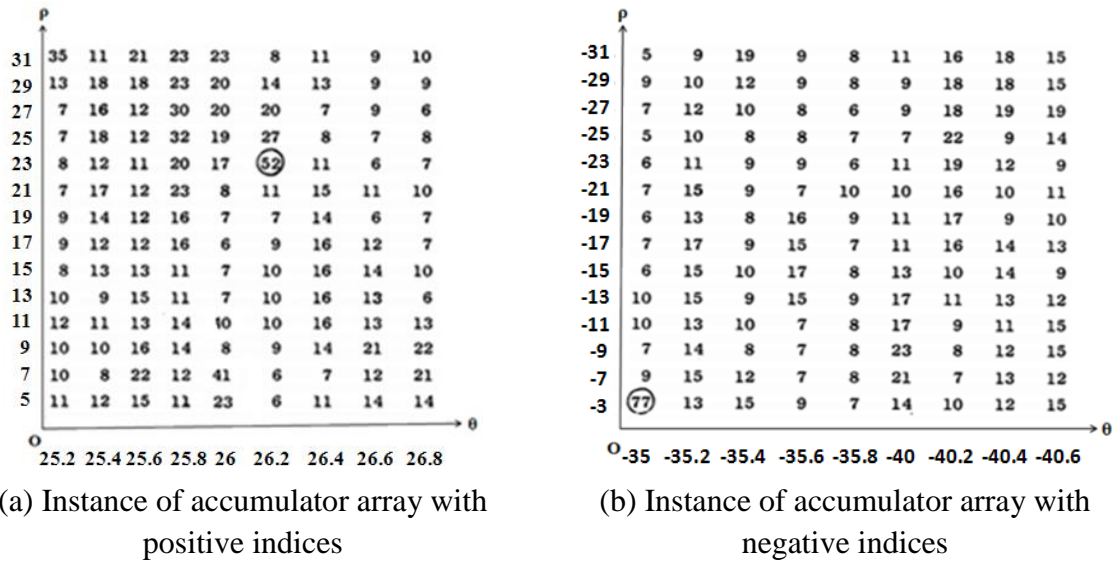 ρ
31 35 11 21 23 23 8 11 9 10
29 13 18 18 23 20 14 13 9 9
27 7 16 12 30 20 20 7 9 6
25 7 18 12 32 19 27 8 7 8
23 8 12 11 20 17 52 11 6 7
21 7 17 12 23 8 11 15 11 10
19 9 14 12 16 7 7 14 6 7
17 9 12 12 16 6 9 16 12 7
15 8 13 13 11 7 10 16 14 10
13 10 9 15 11 7 10 16 13 6
11 12 11 13 14 10 10 16 13 13
9 10 10 16 14 8 9 14 21 22
7 10 8 22 12 41 6 7 12 21
5 11 12 15 11 23 6 11 14 14
O θ
25.2 25.4 25.6 25.8 26 26.2 26.4 26.6 26.8
(a) Instance of accumulator array with
positive indices
ρ
-31 5 9 19 9 8 11 16 18 15
-29 9 10 12 9 8 9 18 18 15
-27 7 12 10 8 6 9 18 19 19
-25 5 10 8 8 7 7 22 9 14
-23 6 11 9 9 6 11 19 12 9
-21 7 15 9 7 10 10 16 10 11
-19 6 13 8 16 9 11 17 9 10
-17 7 17 9 15 7 11 16 14 13
-15 6 15 10 17 8 13 10 14 9
-13 10 15 9 15 9 17 11 13 12
-11 10 13 10 7 8 17 9 11 15
-9 7 14 8 7 8 23 8 12 15
-7 9 15 12 7 8 21 7 13 12
-3 77 13 15 9 7 14 10 12 15
O θ
-35 -35.2 -35.4 -35.6 -35.8 -40 -40.2 -40.4 -40.6
(b) Instance of accumulator array with
negative indices